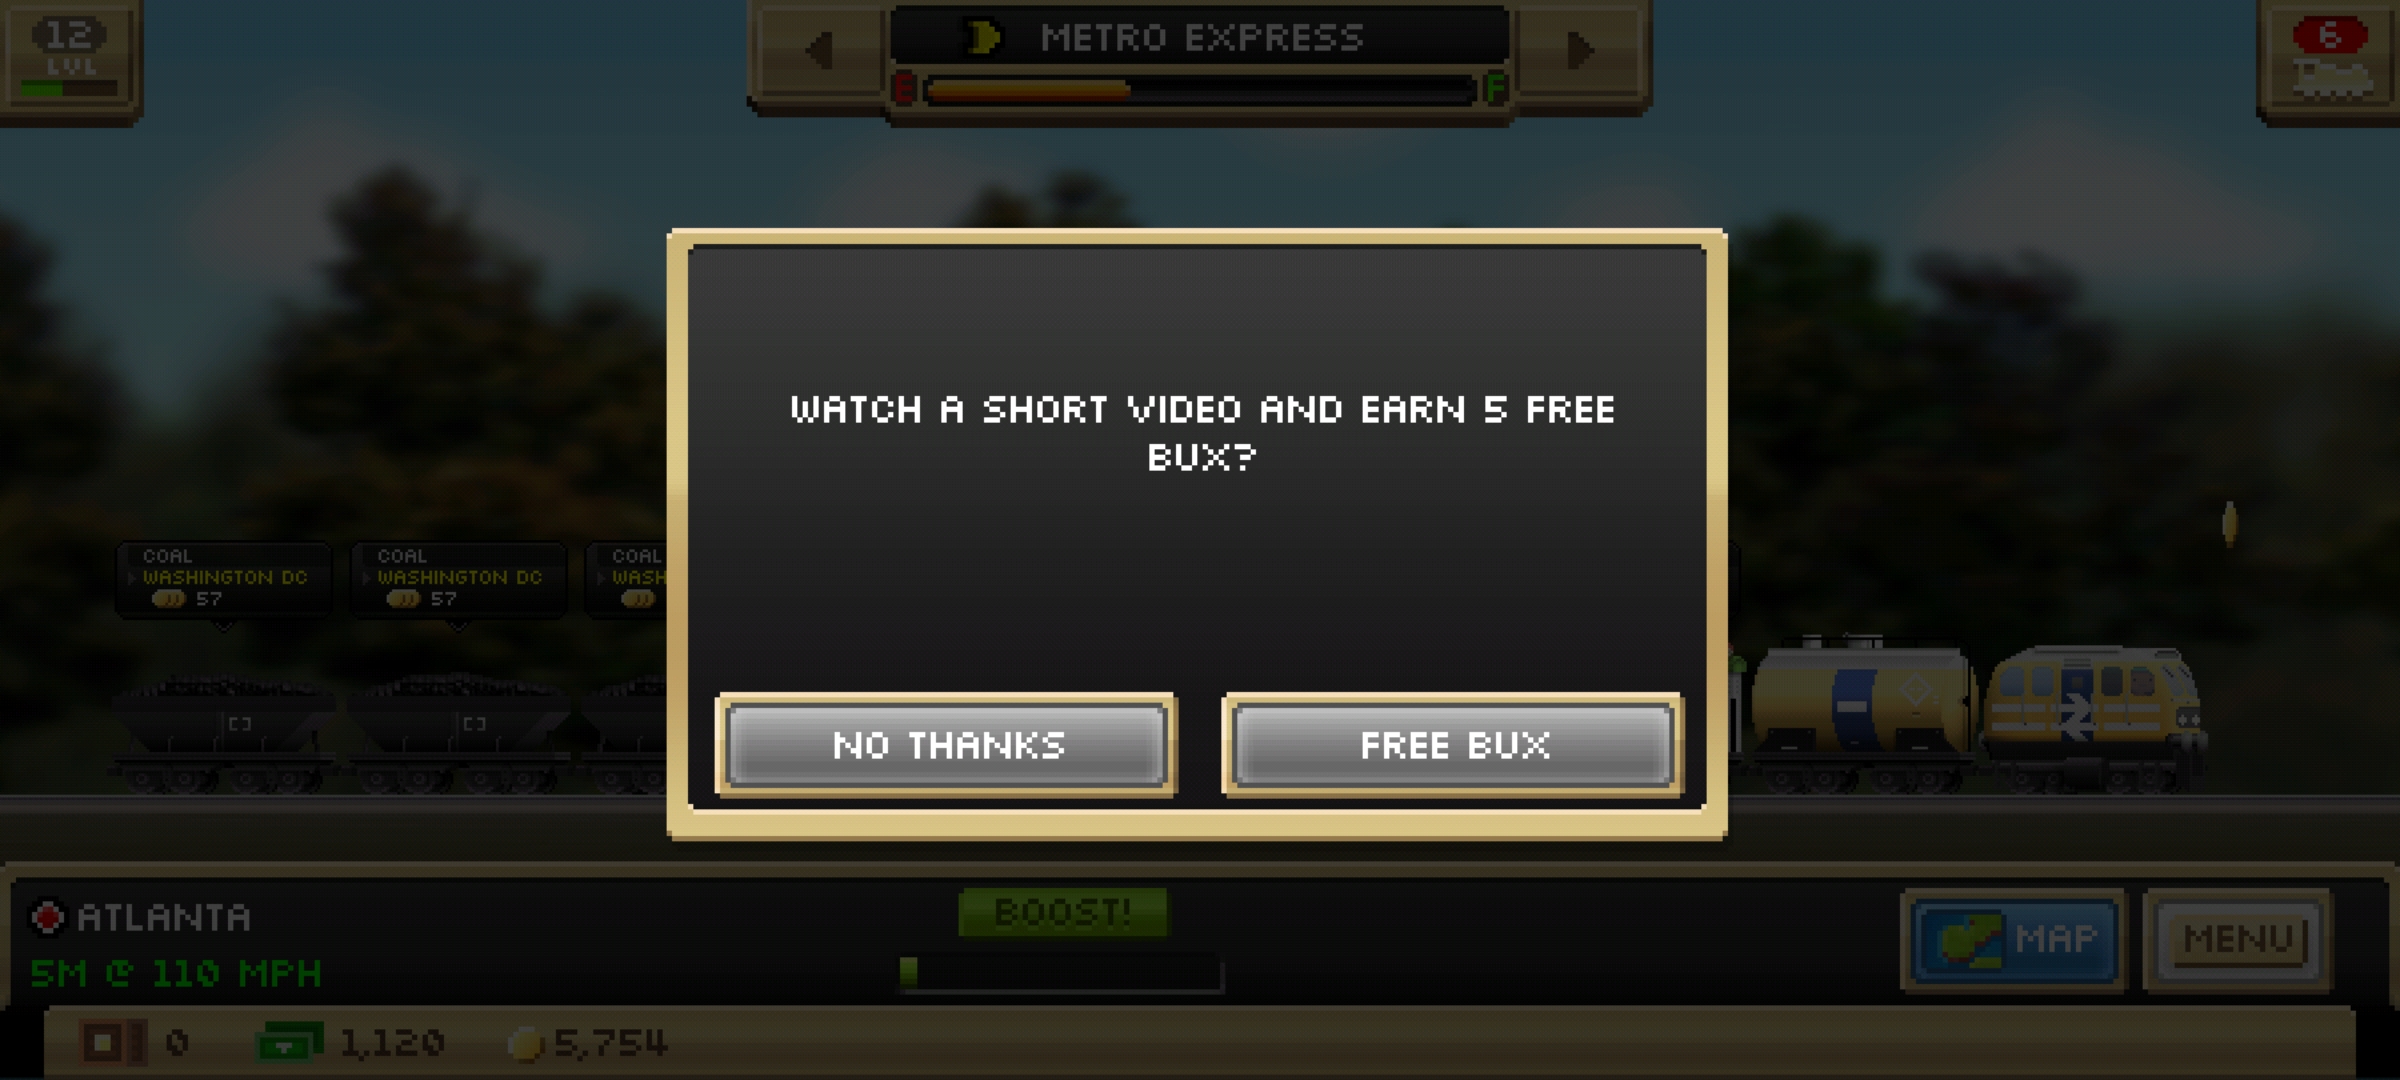 12
LVL
METRO EXPRESS
E F
6
WATCH A SHORT VIDEO AND EARN 5 FREE
BUX?
NO THANKS
FREE BUX
COAL
WASHINGTON DC
57
COAL
WASHINGTON DC
57
COAL
ATLANTA
5M @ 110 MPH
BOOST!
MAP
MENU
0
1,120
5,754